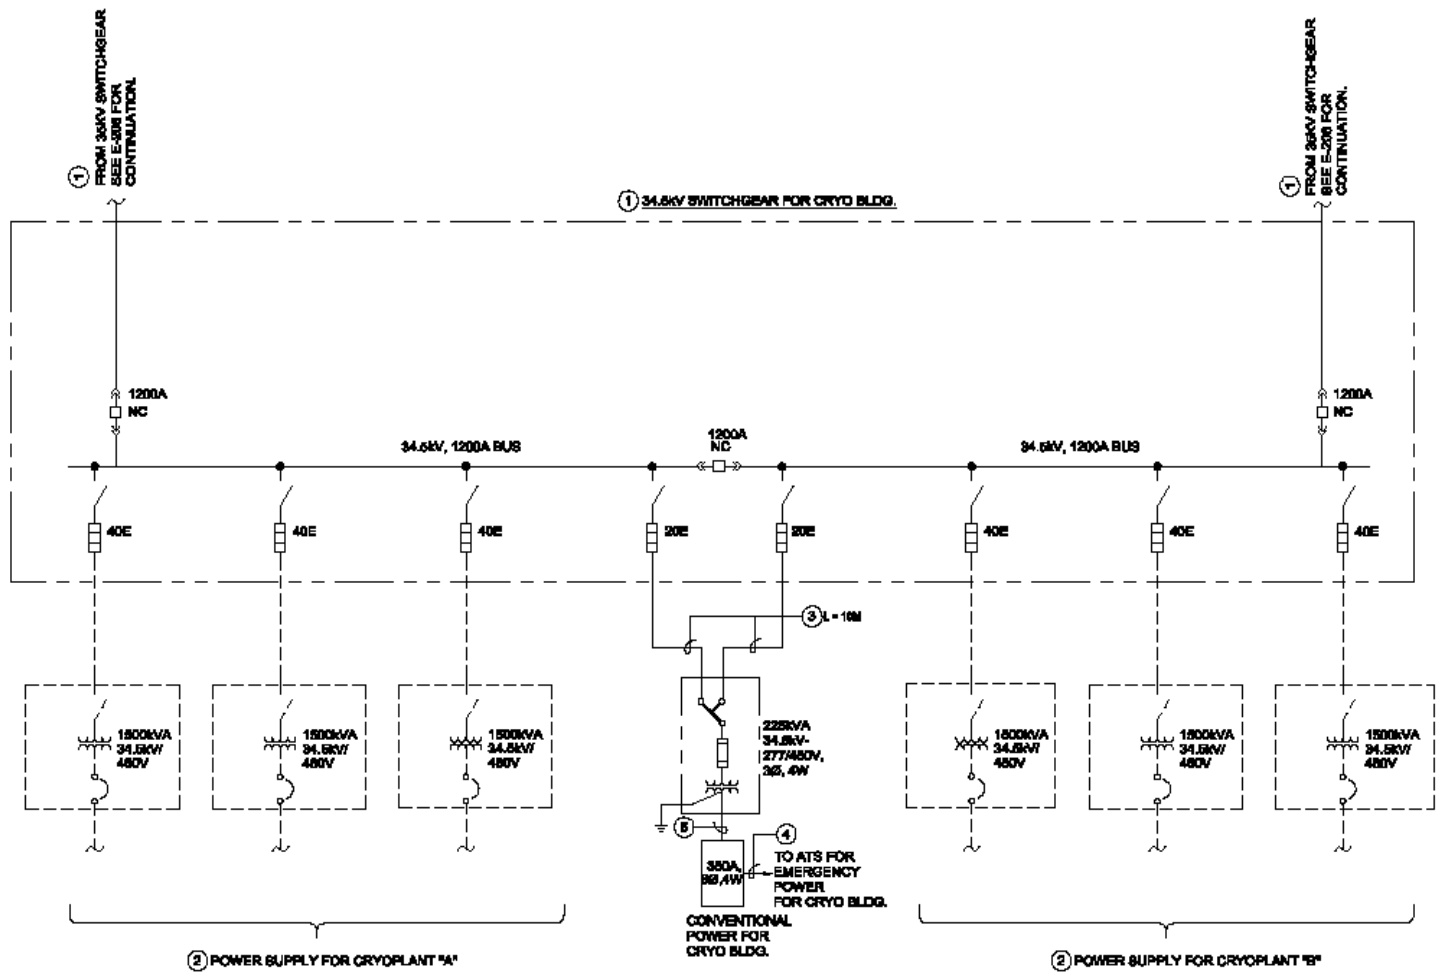 FROM 35KV SWITCHGEAR
SEE E-206 FOR
CONTINUATION.
1
FROM 35KV SWITCHGEAR
SEE E-206 FOR
CONTINUATION.
1
1 34.5kV SWITCHGEAR FOR CRYO BLDG.
1200A
NC
1200A
NC
34.5kV, 1200A BUS
1200A
NC
34.5kV, 1200A BUS
40E
40E
40E
20E
20E
40E
40E
40E
3 L = 10M
1500kVA
34.5kV/
480V
1500kVA
34.5kV/
480V
1500kVA
34.5kV/
480V
225kVA
34.5kV-
277/480V,
3Ø, 4W
1500kVA
34.5kV/
480V
1500kVA
34.5kV/
480V
1500kVA
34.5kV/
480V
5
4
TO ATS FOR
EMERGENCY
POWER
FOR CRYO BLDG.
3Ø,4W
CONVENTIONAL
POWER FOR
CRYO BLDG.
2 POWER SUPPLY FOR CRYOPLANT "A"
2 POWER SUPPLY FOR CRYOPLANT "B"